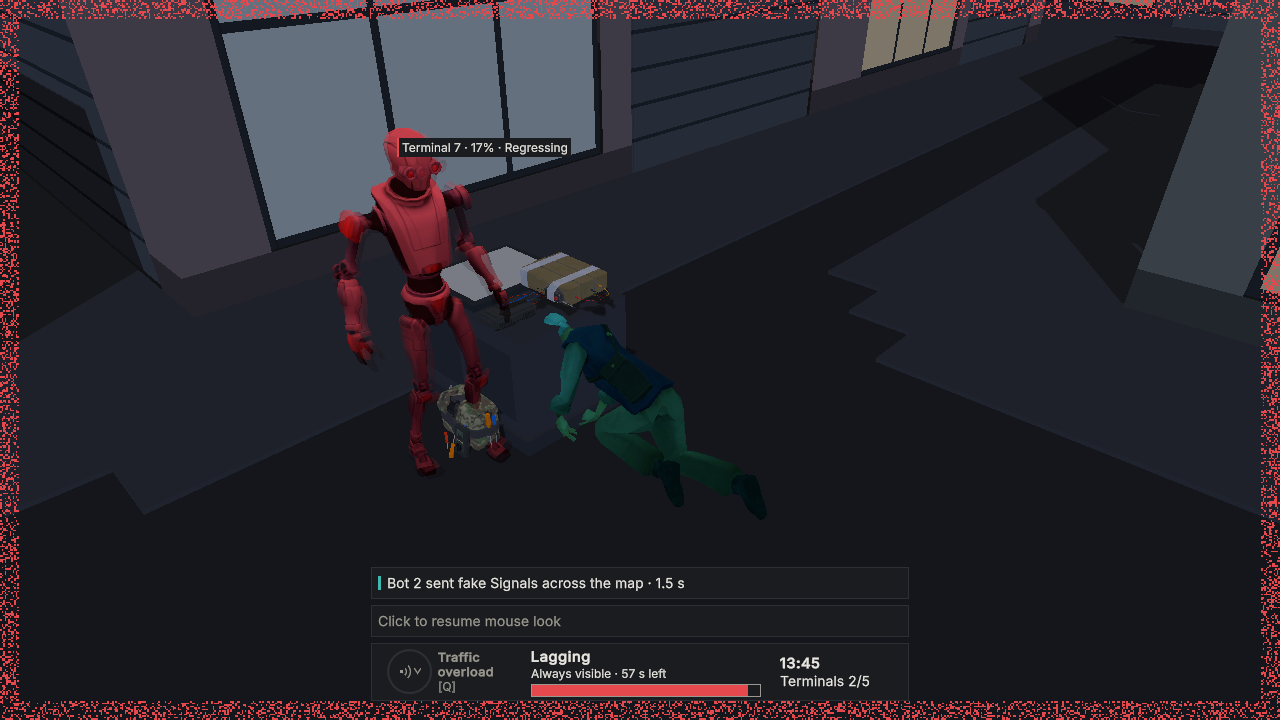 Terminal 7 · 17% · Regressing
Bot 2 sent fake Signals across the map · 1.5 s
Click to resume mouse look
Traffic
overload
[Q]
Lagging
Always visible · 57 s left
13:45
Terminals 2/5